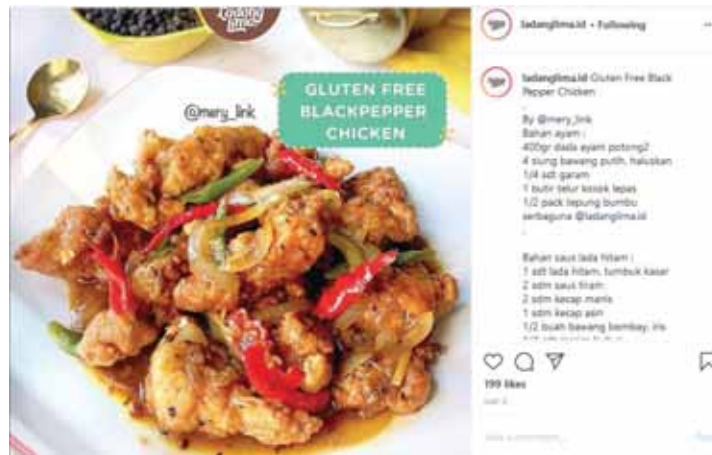 Ladang
lima
GLUTEN FREE
BLACKPEPPER
CHICKEN
@mery_link
ladanglima.id • Following
ladanglima.id Gluten Free Black
Pepper Chicken
.
By @mery_link
Bahan ayam :
400gr dada ayam potong2
4 siung bawang putih, haluskan
1/4 sdt garam
1 butir telur kocok lepas
1/2 pack tepung bumbu
serbaguna @ladanglima.id
.
Bahan saus lada hitam :
1 sdt lada hitam, tumbuk kasar
2 sdm saus tiram
2 sdm kecap manis
1 sdm kecap asin
1/2 buah bawang bombay, iris
199 likes